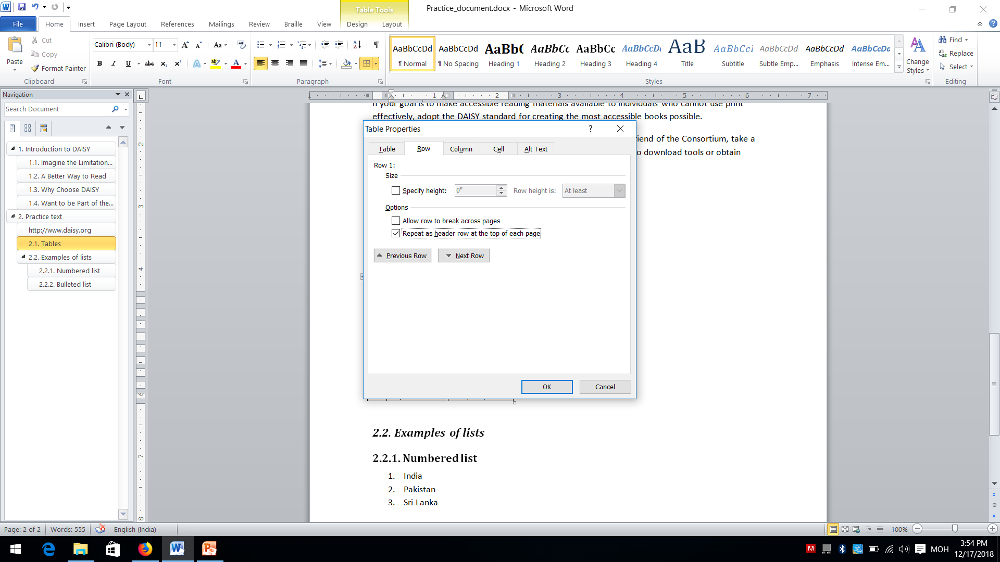 Practice_document.docx - Microsoft Word
Table Tools
File Home Insert Page Layout References Mailings Review Braille View Design Layout
Paste
Cut
Copy
Format Painter
Clipboard
Calibri (Body) 11
Font
Paragraph
AaBbCcDd
¶ Normal
AaBbCcDd
¶ No Spacing
AaBbC
Heading 1
AaBbCc
Heading 2
AaBbCc
Heading 3
AaBbCcD
Heading 4
AaB
Title
AaBbCcI
Subtitle
AaBbCcDd
Subtle Emp...
AaBbCcDd
Emphasis
AaBbCcDd
Intense Em...
Styles
Change
Styles
Find
Replace
Select
Editing
Navigation
Search Document
1. Introduction to DAISY
1.1. Imagine the Limitation...
1.2. A Better Way to Read
1.3. Why Choose DAISY
1.4. Want to be Part of the...
2. Practice text
http://www.daisy.org
2.1. Tables
2.2. Examples of lists
2.2.1. Numbered list
2.2.2. Bulleted list
If your goal is to make accessible reading materials available to individuals who cannot use print
effectively, adopt the DAISY standard for creating the most accessible books possible.
riend of the Consortium, take a
o download tools or obtain
Table Properties
?
Table Row Column Cell Alt Text
Row 1:
Size
Specify height: 0" Row height is: At least
Options
Allow row to break across pages
Repeat as header row at the top of each page
Previous Row Next Row
OK Cancel
2.2. Examples of lists
2.2.1. Numbered list
1. India
2. Pakistan
3. Sri Lanka
Page: 2 of 2 Words: 555 English (India) 100%
MOH
3:54 PM
12/17/2018